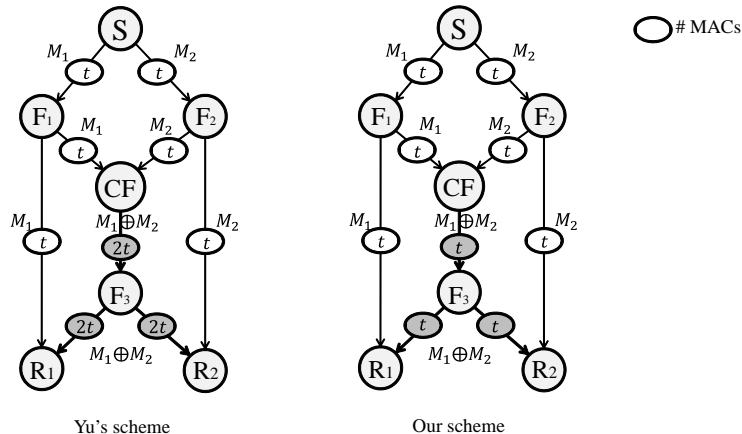 S S # MACs
M1 M2 M1 M2
t t t t
F1 F2 F1 F2
M1 M2 M1 M2
t t t t
CF CF
M1 M1⊕M2 M2 M1 M1⊕M2 M2
t 2t t t t t
F3 F3
2t 2t t t
M1⊕M2 M1⊕M2
R1 R2 R1 R2
Yu's scheme Our scheme